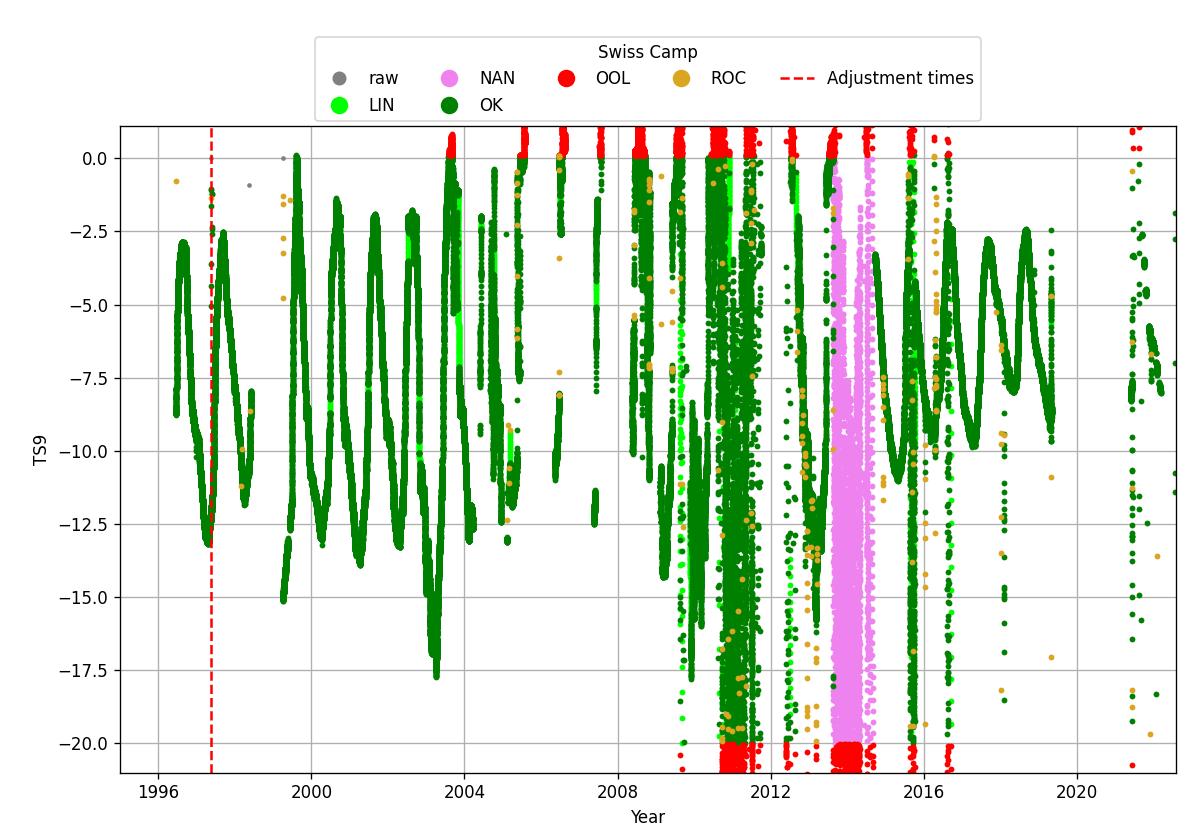 Swiss Camp
raw NAN OOL ROC Adjustment times
LIN OK
0.0
−2.5
−5.0
−7.5
−10.0
−12.5
−15.0
−17.5
−20.0
TS9
1996 2000 2004 2008 2012 2016 2020
Year